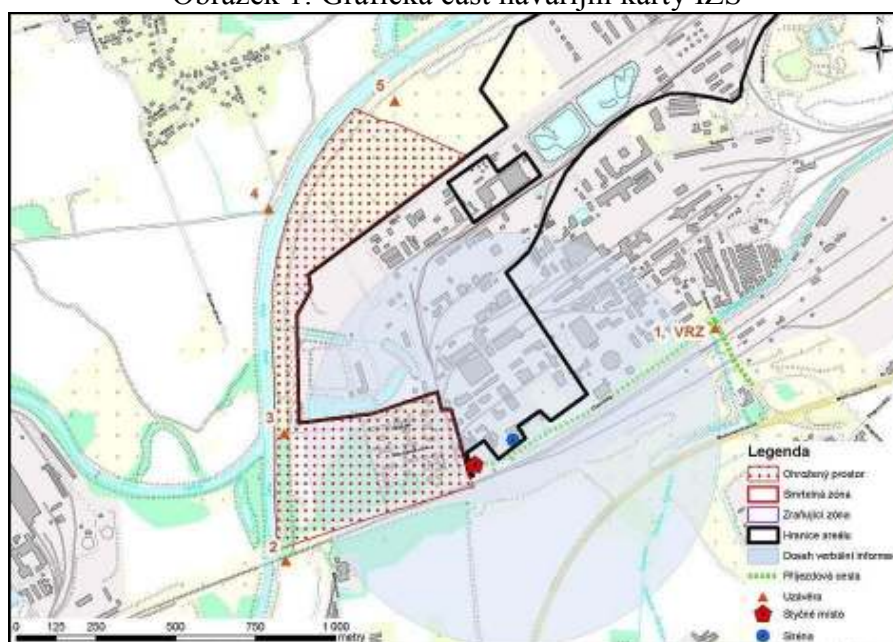 Obrázek 1: Grafická část havarijní karty IZS
5
4
1, VRZ
3
2
Legenda
Ohrožený prostor
Smrtelná zóna
Zraňující zóna
Hranice areálu
Dosah verbální informac
Příjezdová cesta
Uzávěra
Styčné místo
Siréna
0 125 250 500 750 1 000
metry